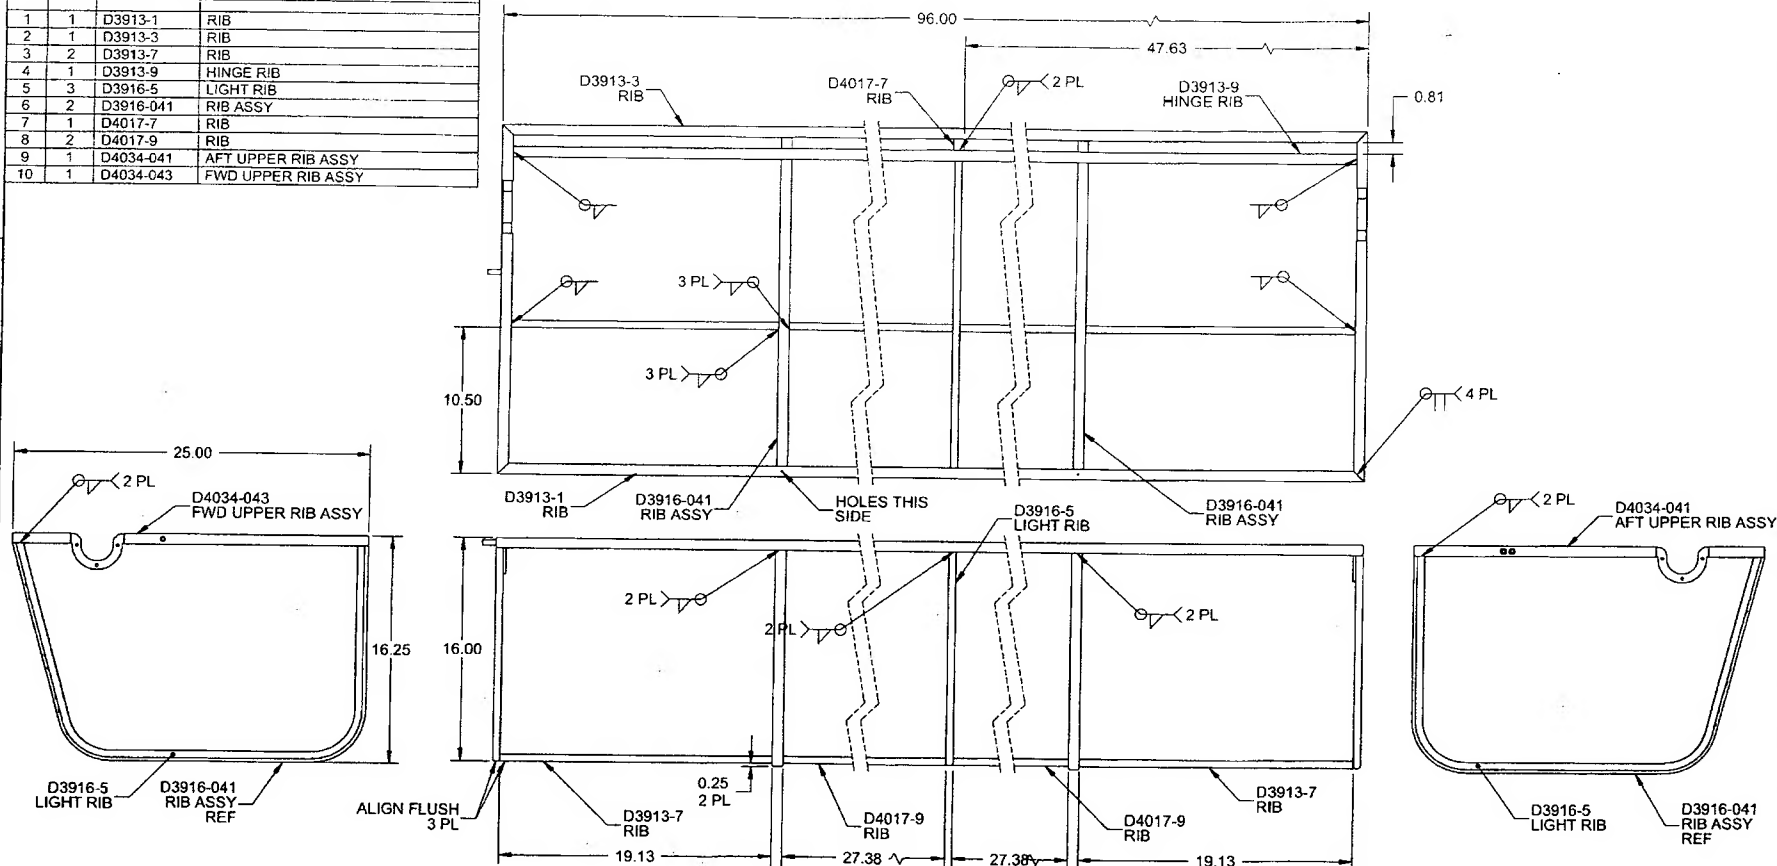 1 1 D3913-1 RIB
2 1 D3913-3 RIB
3 2 D3913-7 RIB
4 1 D3913-9 HINGE RIB
5 3 D3916-5 LIGHT RIB
6 2 D3916-041 RIB ASSY
7 1 D4017-7 RIB
8 2 D4017-9 RIB
9 1 D4034-041 AFT UPPER RIB ASSY
10 1 D4034-043 FWD UPPER RIB ASSY
96.00
47.63
D3913-3
RIB
D4017-7
RIB
2 PL
D3913-9
HINGE RIB
0.81
3 PL
3 PL
10.50
4 PL
D3913-1
RIB
D3916-041
RIB ASSY
HOLES THIS
SIDE
D3916-041
RIB ASSY
25.00
2 PL
D4034-043
FWD UPPER RIB ASSY
16.25
D3916-5
LIGHT RIB
D3916-041
RIB ASSY
REF
D3916-5
LIGHT RIB
16.00
2 PL
2 PL
2 PL
0.25
2 PL
ALIGN FLUSH
3 PL
D3913-7
RIB
D4017-9
RIB
D4017-9
RIB
D3913-7
RIB
19.13
27.38
27.38
19.13
2 PL
D4034-041
AFT UPPER RIB ASSY
D3916-5
LIGHT RIB
D3916-041
RIB ASSY
REF